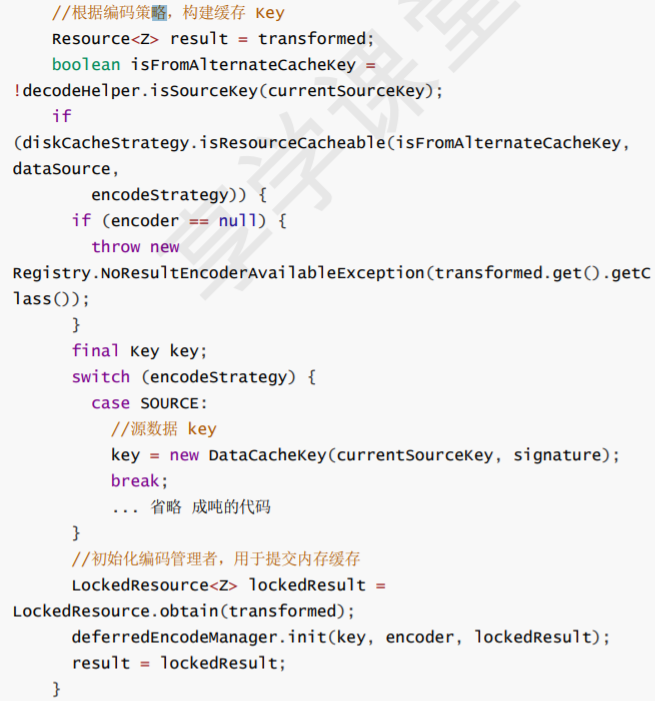 //根据编码策略，构建缓存 Key
Resource<Z> result = transformed;
boolean isFromAlternateCacheKey =
!decodeHelper.isSourceKey(currentSourceKey);
if
(diskCacheStrategy.isResourceCacheable(isFromAlternateCacheKey,
dataSource,
encodeStrategy)) {
if (encoder == null) {
throw new
Registry.NoResultEncoderAvailableException(transformed.get().getC
lass());
}
final Key key;
switch (encodeStrategy) {
case SOURCE:
//源数据 key
key = new DataCacheKey(currentSourceKey, signature);
break;
... 省略 成吨的代码
}
//初始化编码管理者，用于提交内存缓存
LockedResource<Z> lockedResult =
LockedResource.obtain(transformed);
deferredEncodeManager.init(key, encoder, lockedResult);
result = lockedResult;
}
享学课堂